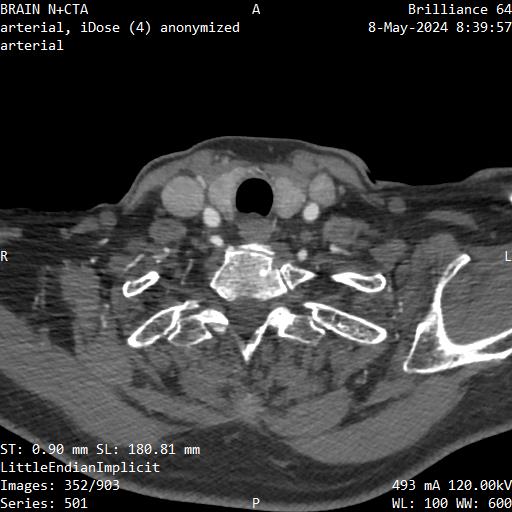 BRAIN N+CTA
A
Brilliance 64
arterial, iDose (4) anonymized
8-May-2024 8:39:57
arterial
R
L
ST: 0.90 mm SL: 180.81 mm
LittleEndianImplicit
Images: 352/903
493 mA 120.00kV
Series: 501
P
WL: 100 WW: 600